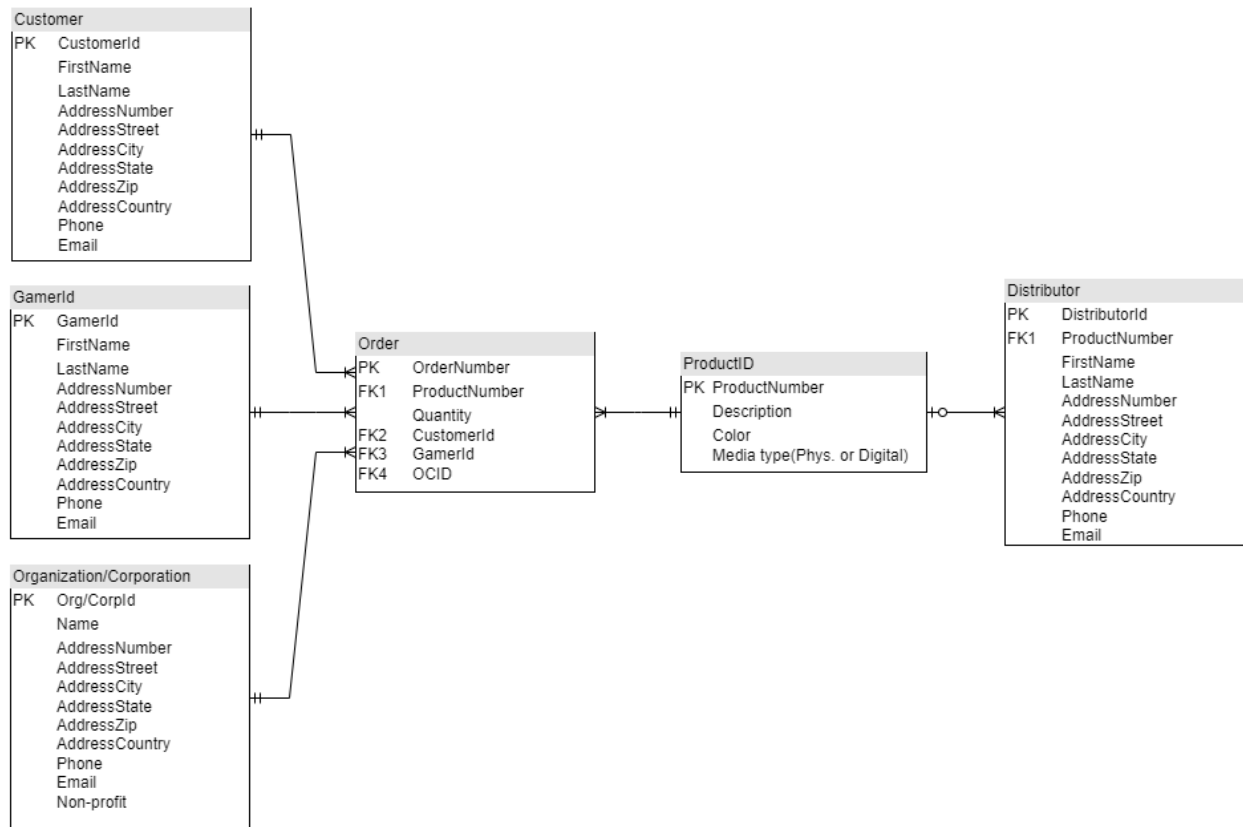 Customer
PK CustomerId
FirstName
LastName
AddressNumber
AddressStreet
AddressCity
AddressState
AddressZip
AddressCountry
Phone
Email
GamerId
PK GamerId
FirstName
LastName
AddressNumber
AddressStreet
AddressCity
AddressState
AddressZip
AddressCountry
Phone
Email
Organization/Corporation
PK Org/CorpId
Name
AddressNumber
AddressStreet
AddressCity
AddressState
AddressZip
AddressCountry
Phone
Email
Non-profit
Order
PK OrderNumber
FK1 ProductNumber
Quantity
FK2 CustomerId
FK3 GamerId
FK4 OCID
ProductID
PK ProductNumber
Description
Color
Media type(Phys. or Digital)
Distributor
PK DistributorId
FK1 ProductNumber
FirstName
LastName
AddressNumber
AddressStreet
AddressCity
AddressState
AddressZip
AddressCountry
Phone
Email